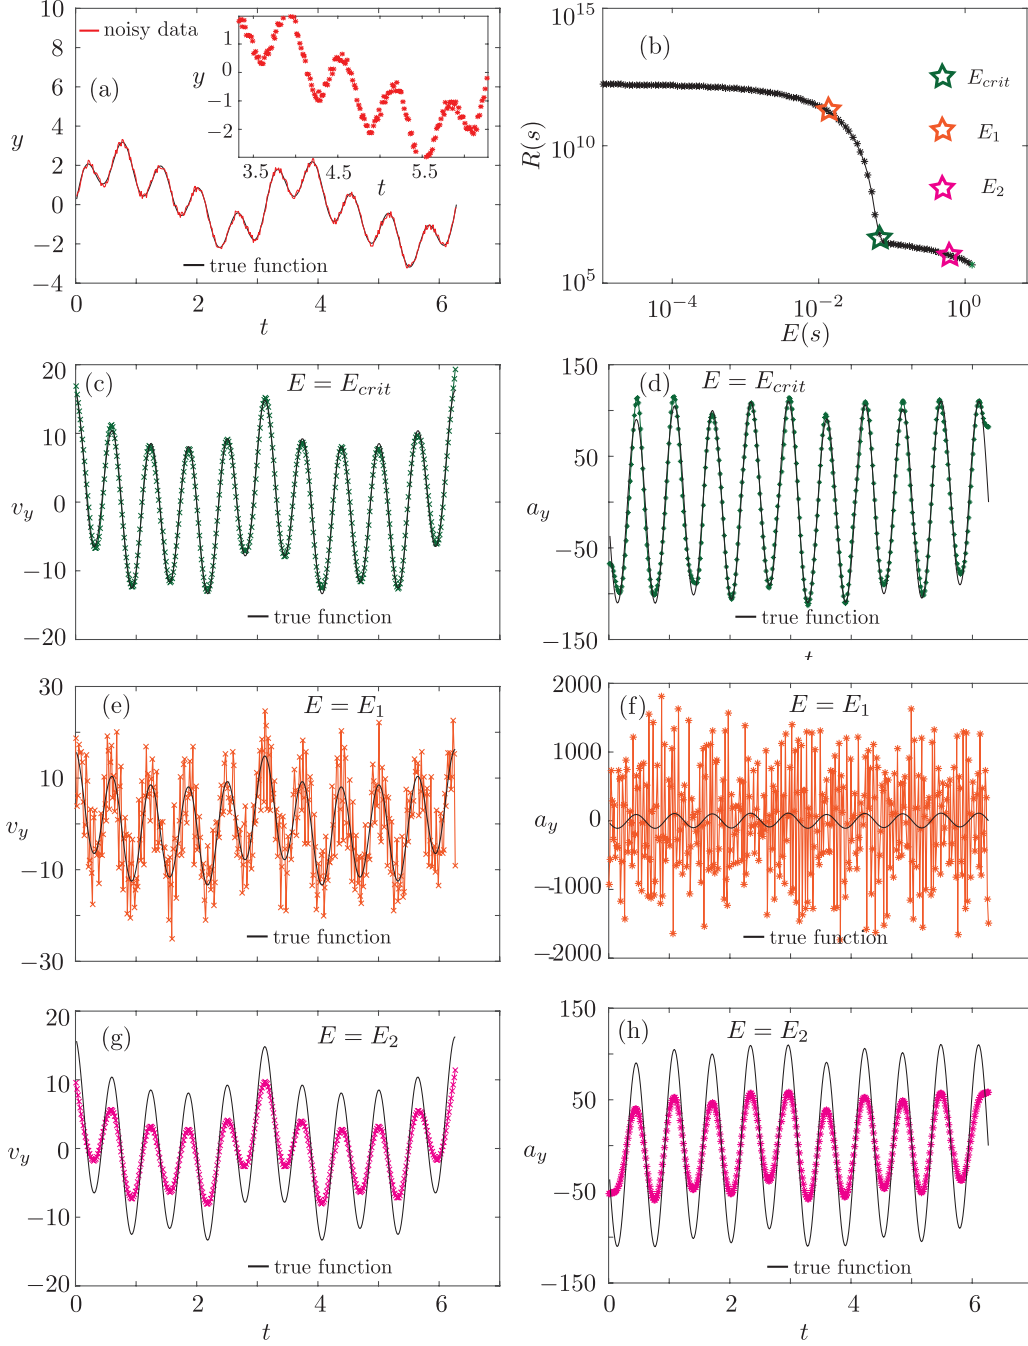 10
8
6
4
2
0
−2
−4
y
noisy data
(a)
true function
0
2
4
6
t
1
0
−1
−2
y
3.5
4.5
5.5
t
10^15
10^10
10^5
R(s)
(b)
E_crit
E_1
E_2
10^−4
10^−2
10^0
E(s)
20
10
0
−10
−20
v_y
(c)
E = E_crit
true function
150
50
−50
−150
a_y
(d)
E = E_crit
true function
t
30
10
−10
−30
v_y
(e)
E = E_1
true function
2000
1000
0
−1000
−2000
a_y
(f)
E = E_1
true function
20
10
0
−10
−20
v_y
(g)
E = E_2
true function
0
2
4
6
t
150
50
−50
−150
a_y
(h)
E = E_2
true function
0
2
4
6
t